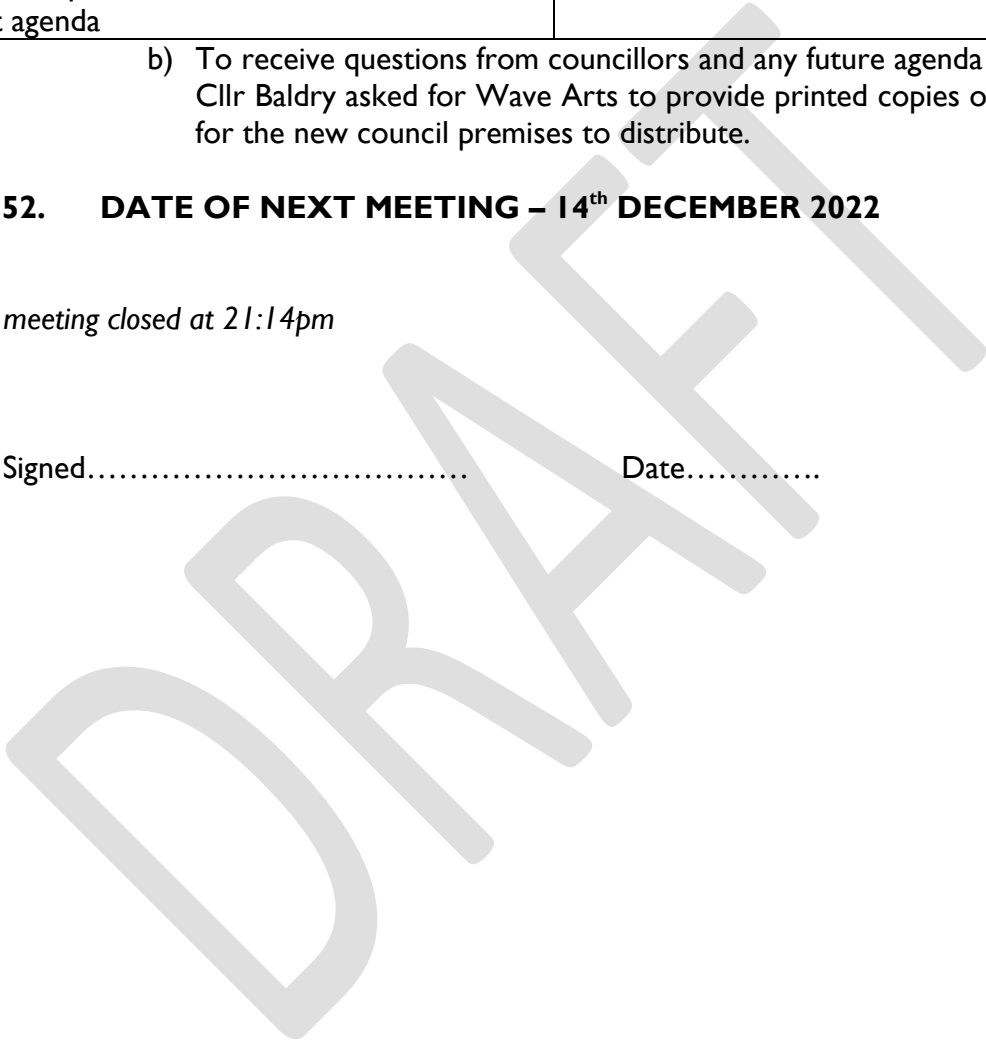 t agenda
b) To receive questions from councillors and any future agenda
Cllr Baldry asked for Wave Arts to provide printed copies o
for the new council premises to distribute.
52. DATE OF NEXT MEETING – 14th DECEMBER 2022
meeting closed at 21:14pm
Signed……………………………… Date………….
DRAFT